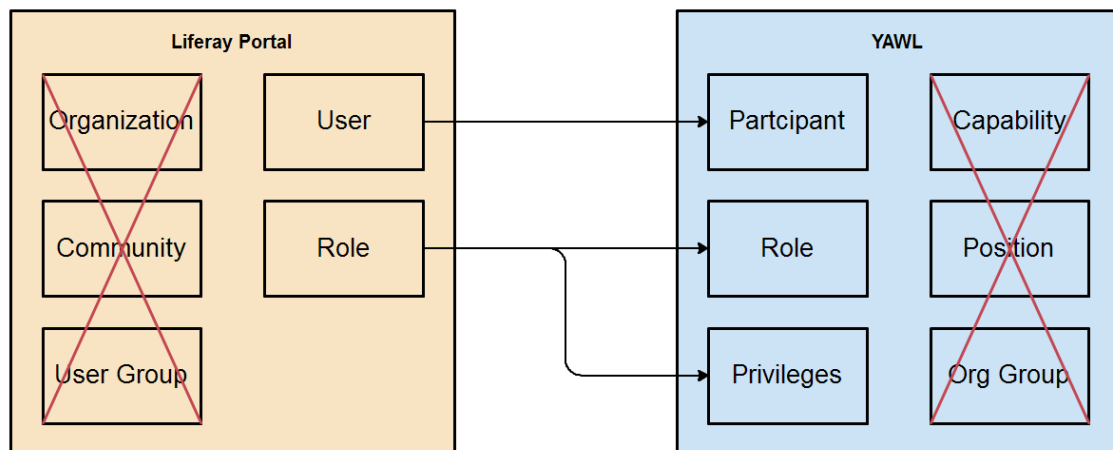 Liferay Portal
Organization
User
Community
Role
User Group
YAWL
Partcipant
Capability
Role
Position
Privileges
Org Group